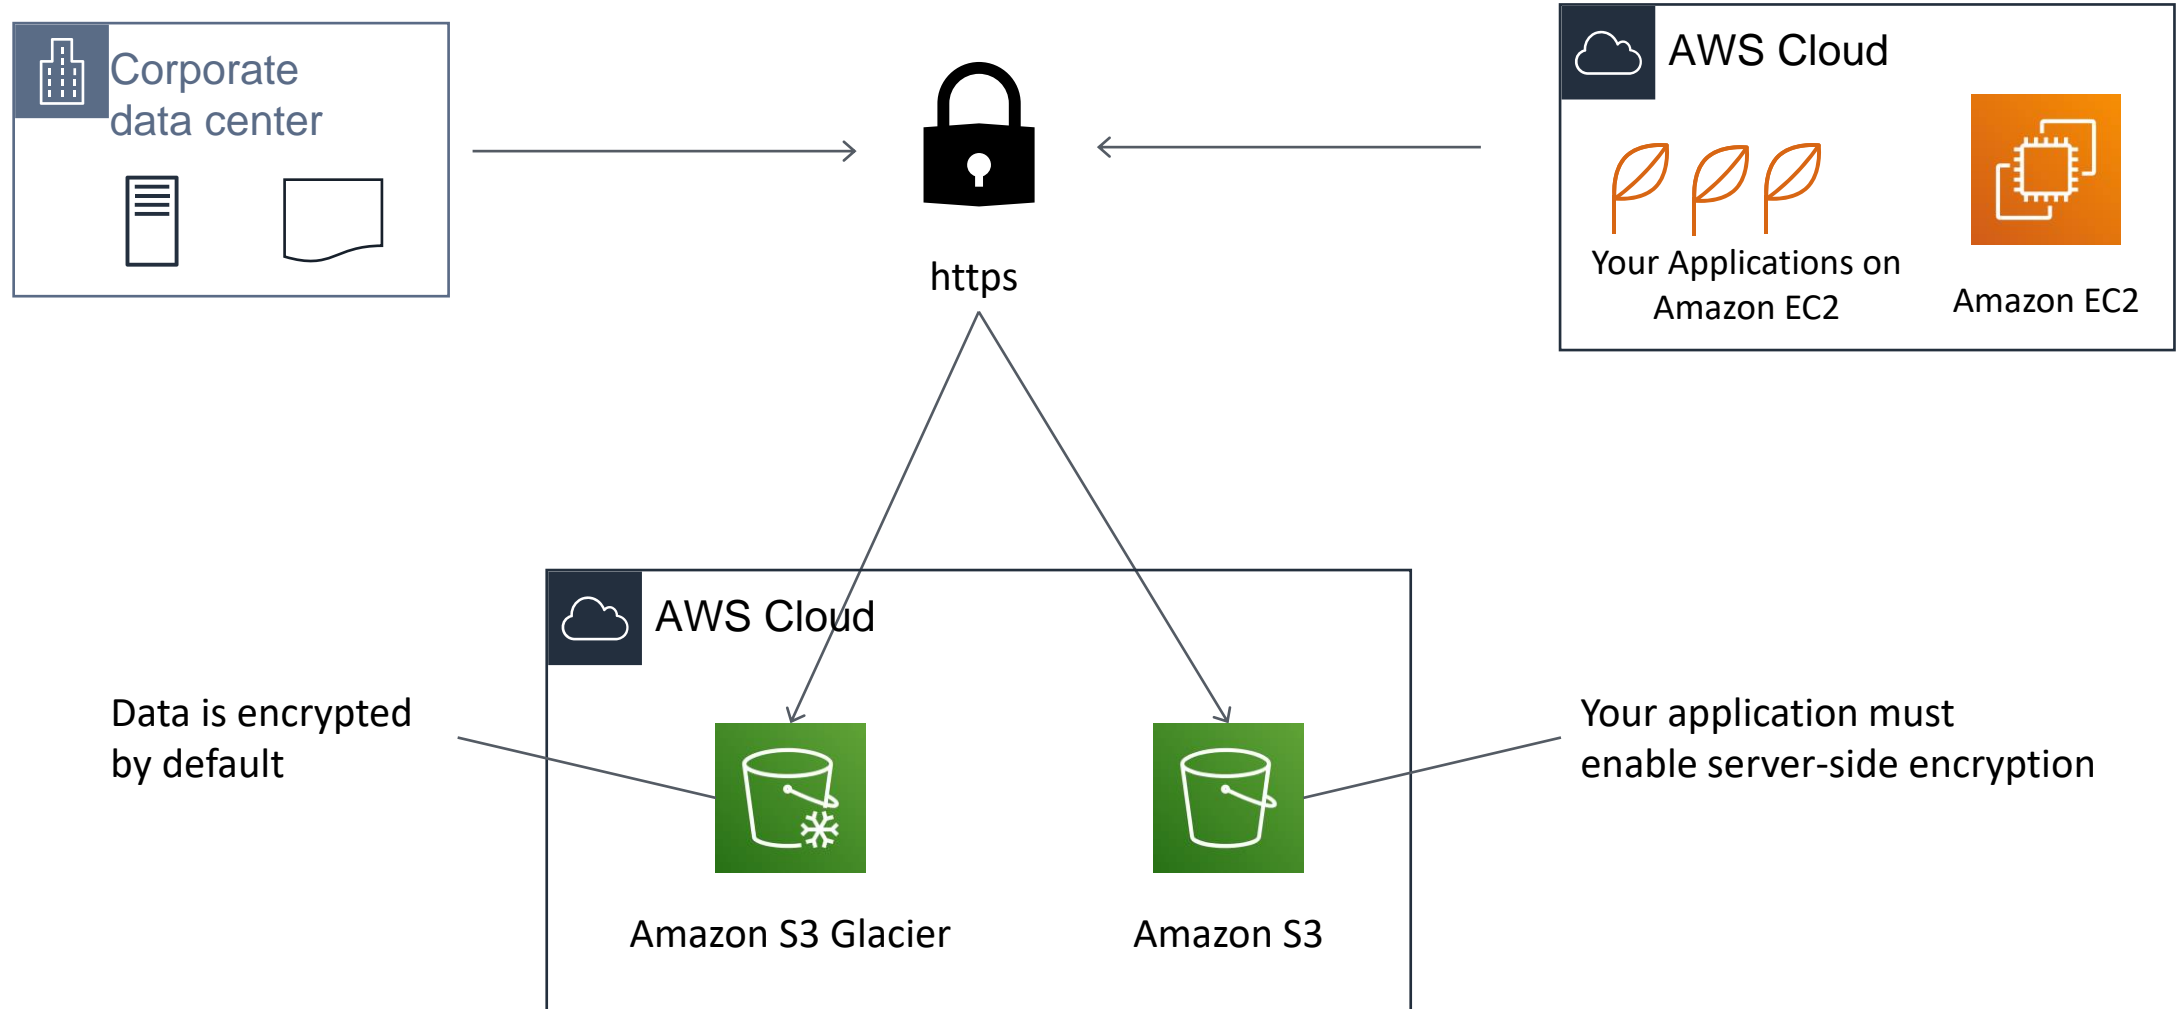 Corporate
data center
https
AWS Cloud
Your Applications on
Amazon EC2
Amazon EC2
AWS Cloud
Data is encrypted
by default
Your application must
enable server-side encryption
Amazon S3 Glacier
Amazon S3